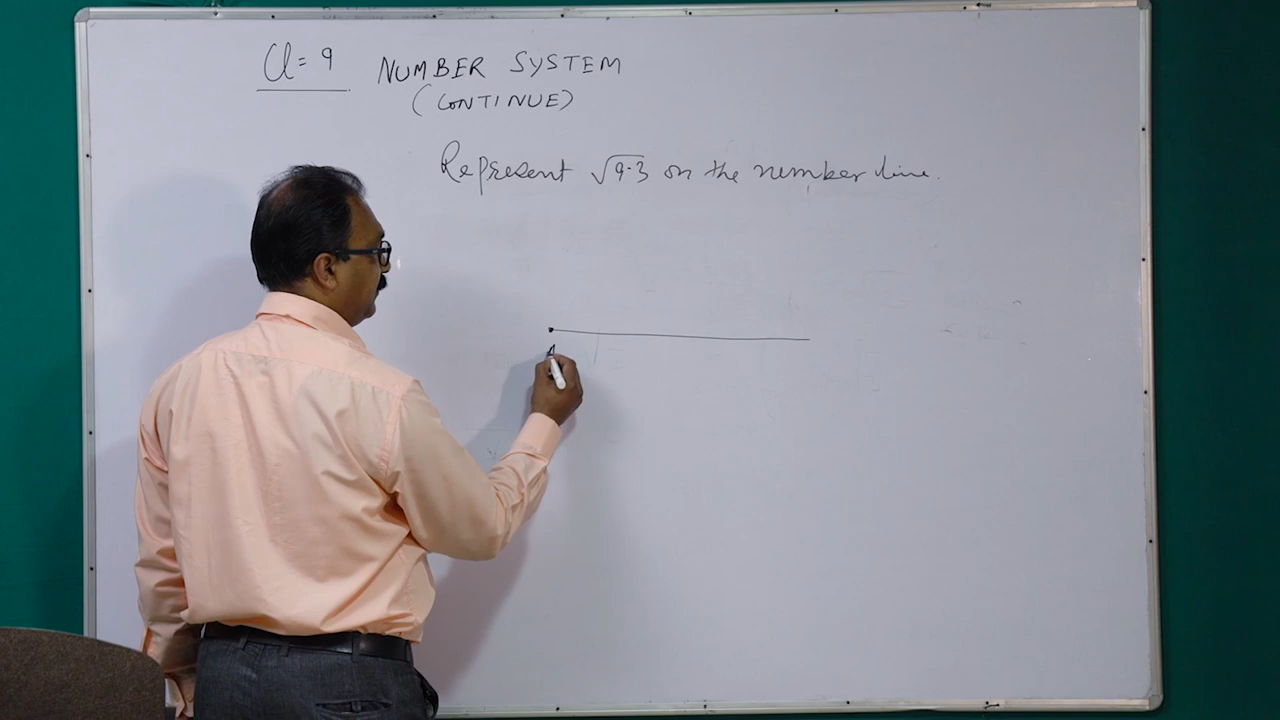 Cl = 9 NUMBER SYSTEM
(CONTINUE)
Represent √9.3 on the number line.